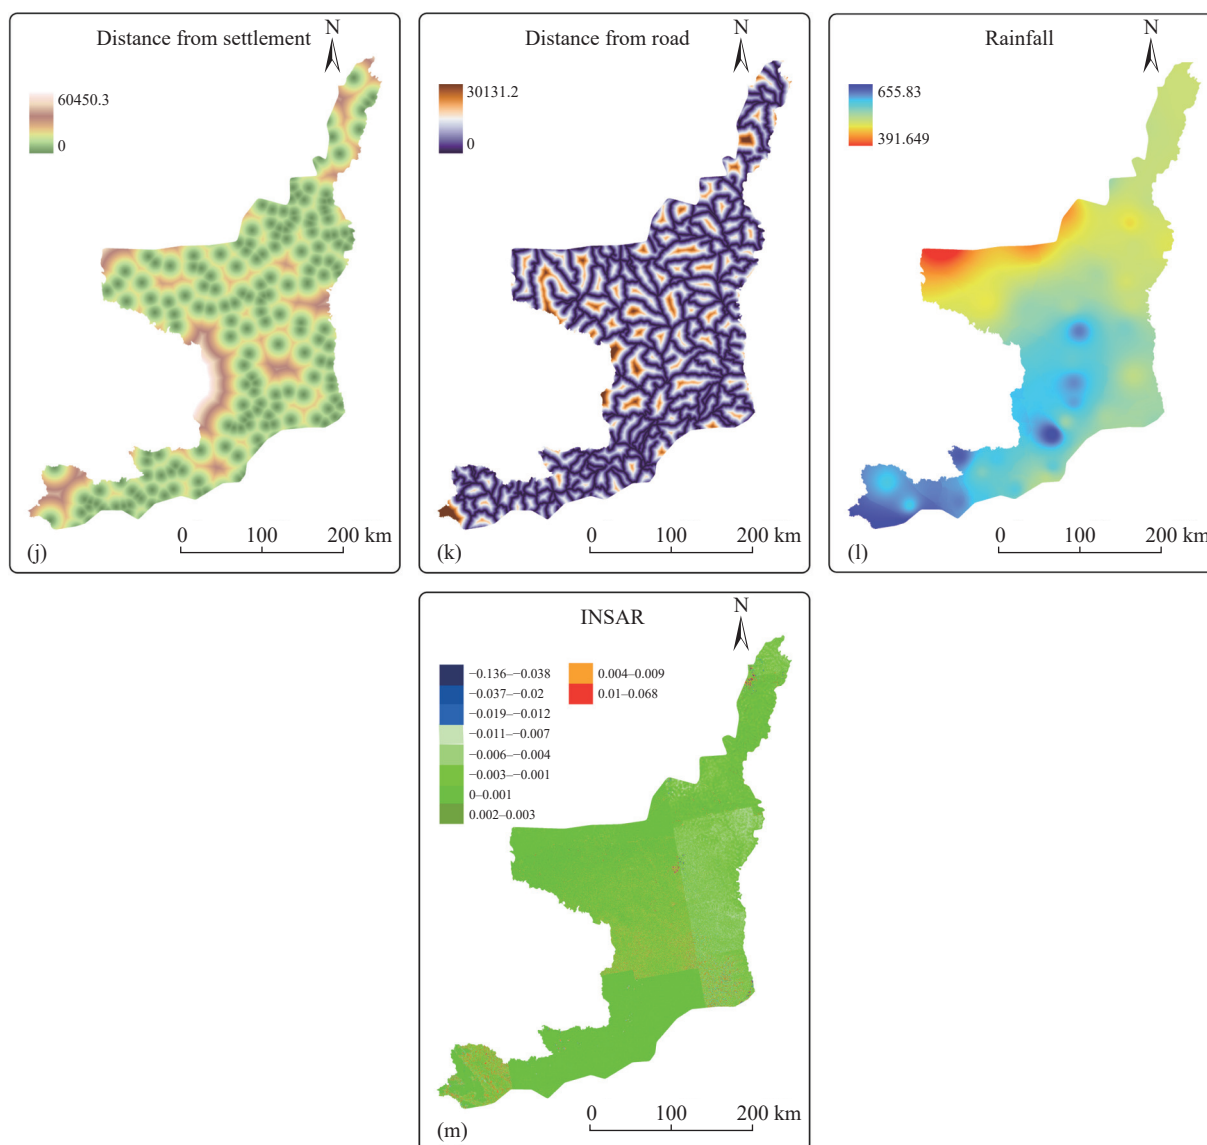 Distance from settlement
N
60450.3
0
0 100 200 km
(j)
Distance from road
N
30131.2
0
0 100 200 km
(k)
Rainfall
N
655.83
391.649
0 100 200 km
(l)
INSAR
N
−0.136–−0.038
−0.037–−0.02
−0.019–−0.012
−0.011–−0.007
−0.006–−0.004
−0.003–−0.001
0–0.001
0.002–0.003
0.004–0.009
0.01–0.068
0 100 200 km
(m)